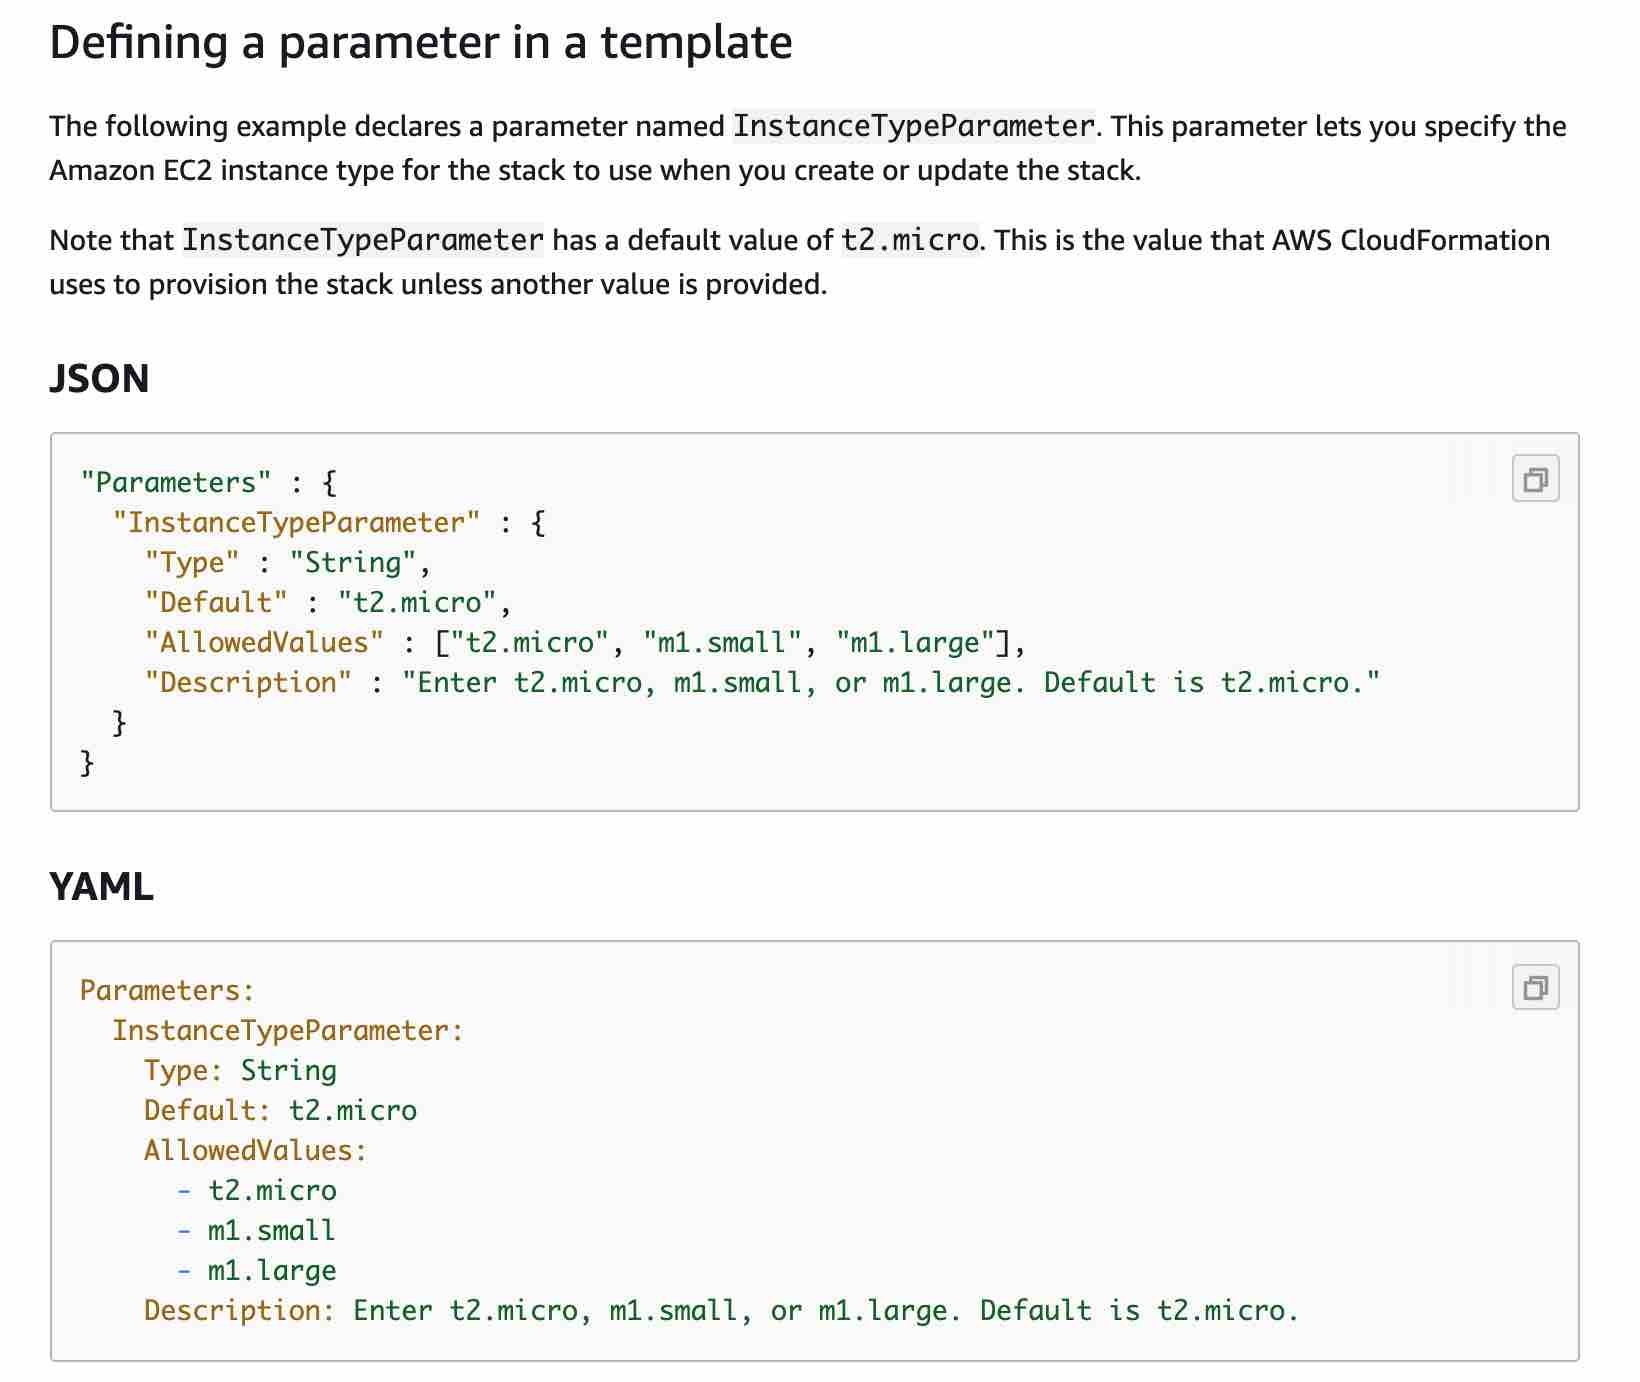 Defining a parameter in a template
The following example declares a parameter named InstanceTypeParameter. This parameter lets you specify the
Amazon EC2 instance type for the stack to use when you create or update the stack.
Note that InstanceTypeParameter has a default value of t2.micro. This is the value that AWS CloudFormation
uses to provision the stack unless another value is provided.
JSON
"Parameters" : {
  "InstanceTypeParameter" : {
    "Type" : "String",
    "Default" : "t2.micro",
    "AllowedValues" : ["t2.micro", "m1.small", "m1.large"],
    "Description" : "Enter t2.micro, m1.small, or m1.large. Default is t2.micro."
  }
}
YAML
Parameters:
  InstanceTypeParameter:
    Type: String
    Default: t2.micro
    AllowedValues:
      - t2.micro
      - m1.small
      - m1.large
    Description: Enter t2.micro, m1.small, or m1.large. Default is t2.micro.